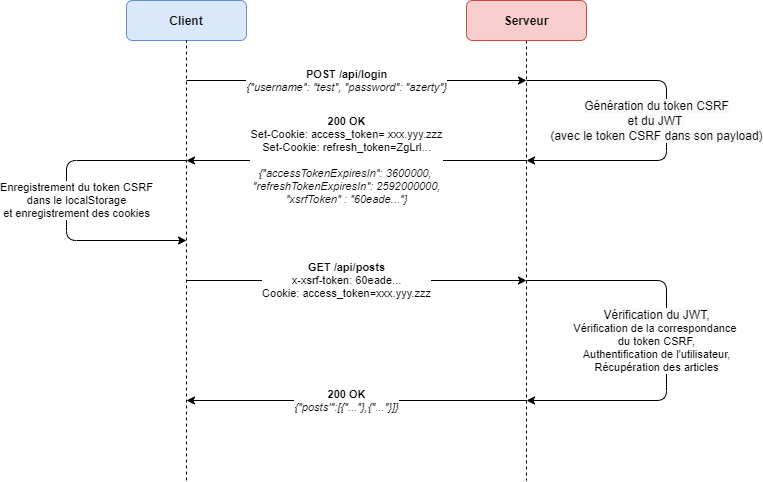 Client
Serveur
POST /api/login
{"username": "test", "password": "azerty"}
Génération du token CSRF
et du JWT
(avec le token CSRF dans son payload)
200 OK
Set-Cookie: access_token= xxx.yyy.zzz
Set-Cookie: refresh_token=ZgLrI...
{"accessTokenExpiresIn": 3600000,
"refreshTokenExpiresIn": 2592000000,
"xsrfToken" : "60eade..."}
Enregistrement du token CSRF
dans le localStorage
et enregistrement des cookies
GET /api/posts
x-xsrf-token: 60eade...
Cookie: access_token=xxx.yyy.zzz
Vérification du JWT,
Vérification de la correspondance
du token CSRF,
Authentification de l'utilisateur,
Récupération des articles
200 OK
{"posts'":[{"..."},{"..."}]}